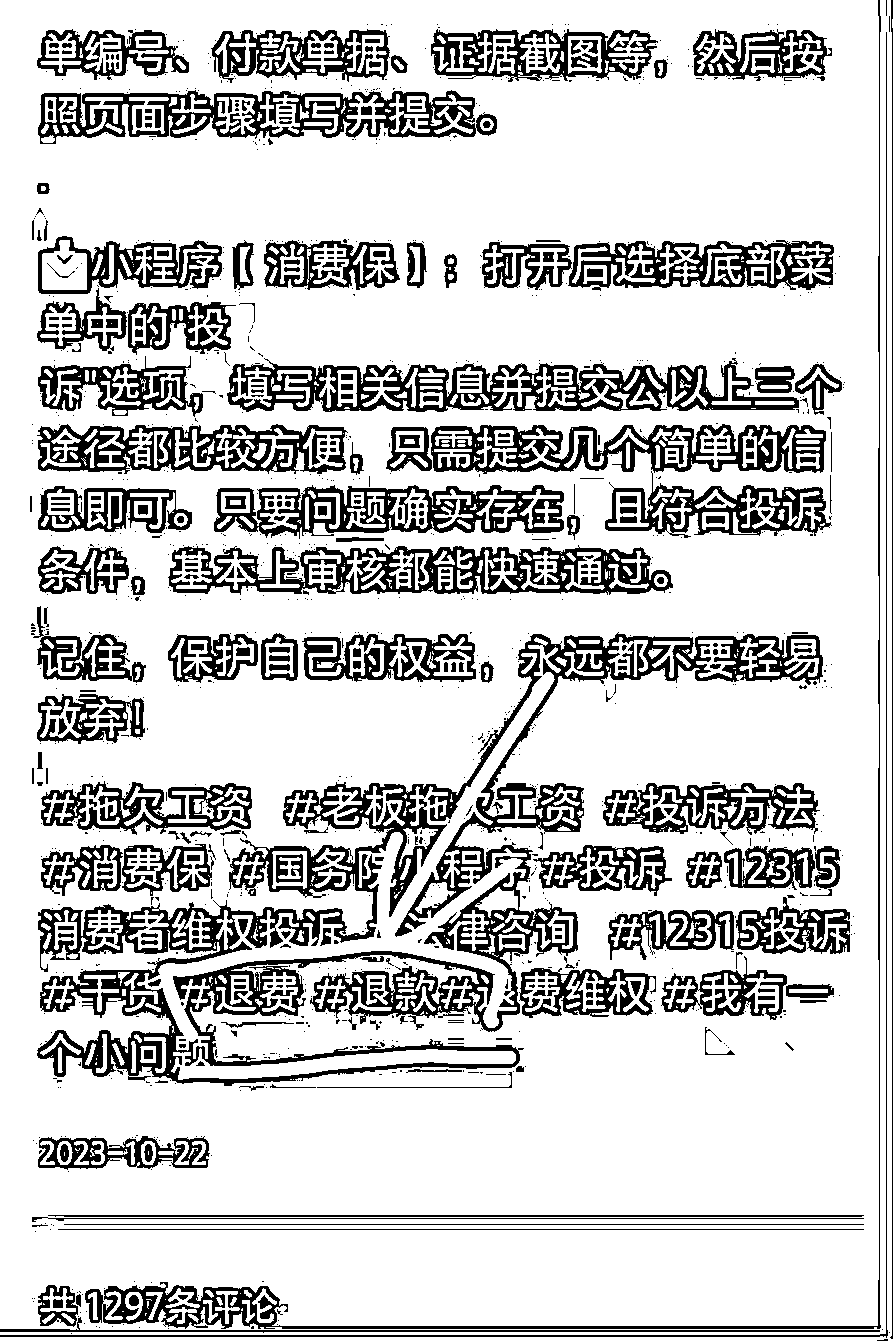 单编号、付款单据、证据截图等，然后按
照页面步骤填写并提交。
小程序【 消费保 】：打开后选择底部菜
单中的"投
诉"选项，填写相关信息并提交公以上三个
途径都比较方便，只需提交几个简单的信
息即可。只要问题确实存在，且符合投诉
条件，基本上审核都能快速通过。
记住，保护自己的权益，永远都不要轻易
放弃！
#拖欠工资 #老板拖欠工资 #投诉方法
#消费保 #国务院小程序 #投诉 #12315
消费者维权投诉 #法律咨询 #12315投诉
#干货 #退费 #退款#退费维权 #我有一
个小问题
2023-10-22
共 1297条评论